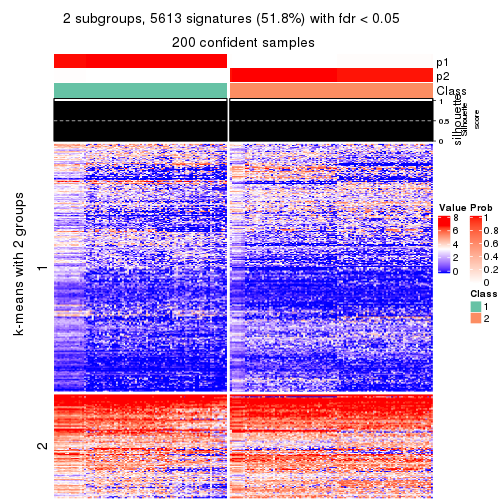 2 subgroups, 5613 signatures (51.8%) with fdr < 0.05
200 confident samples
p1
p2
Class
1
0.5
0
silhouette
Silhouette
score
k-means with 2 groups
1
2
Value
8
6
4
2
0
Prob
1
0.8
0.6
0.4
0.2
0
Class
1
2